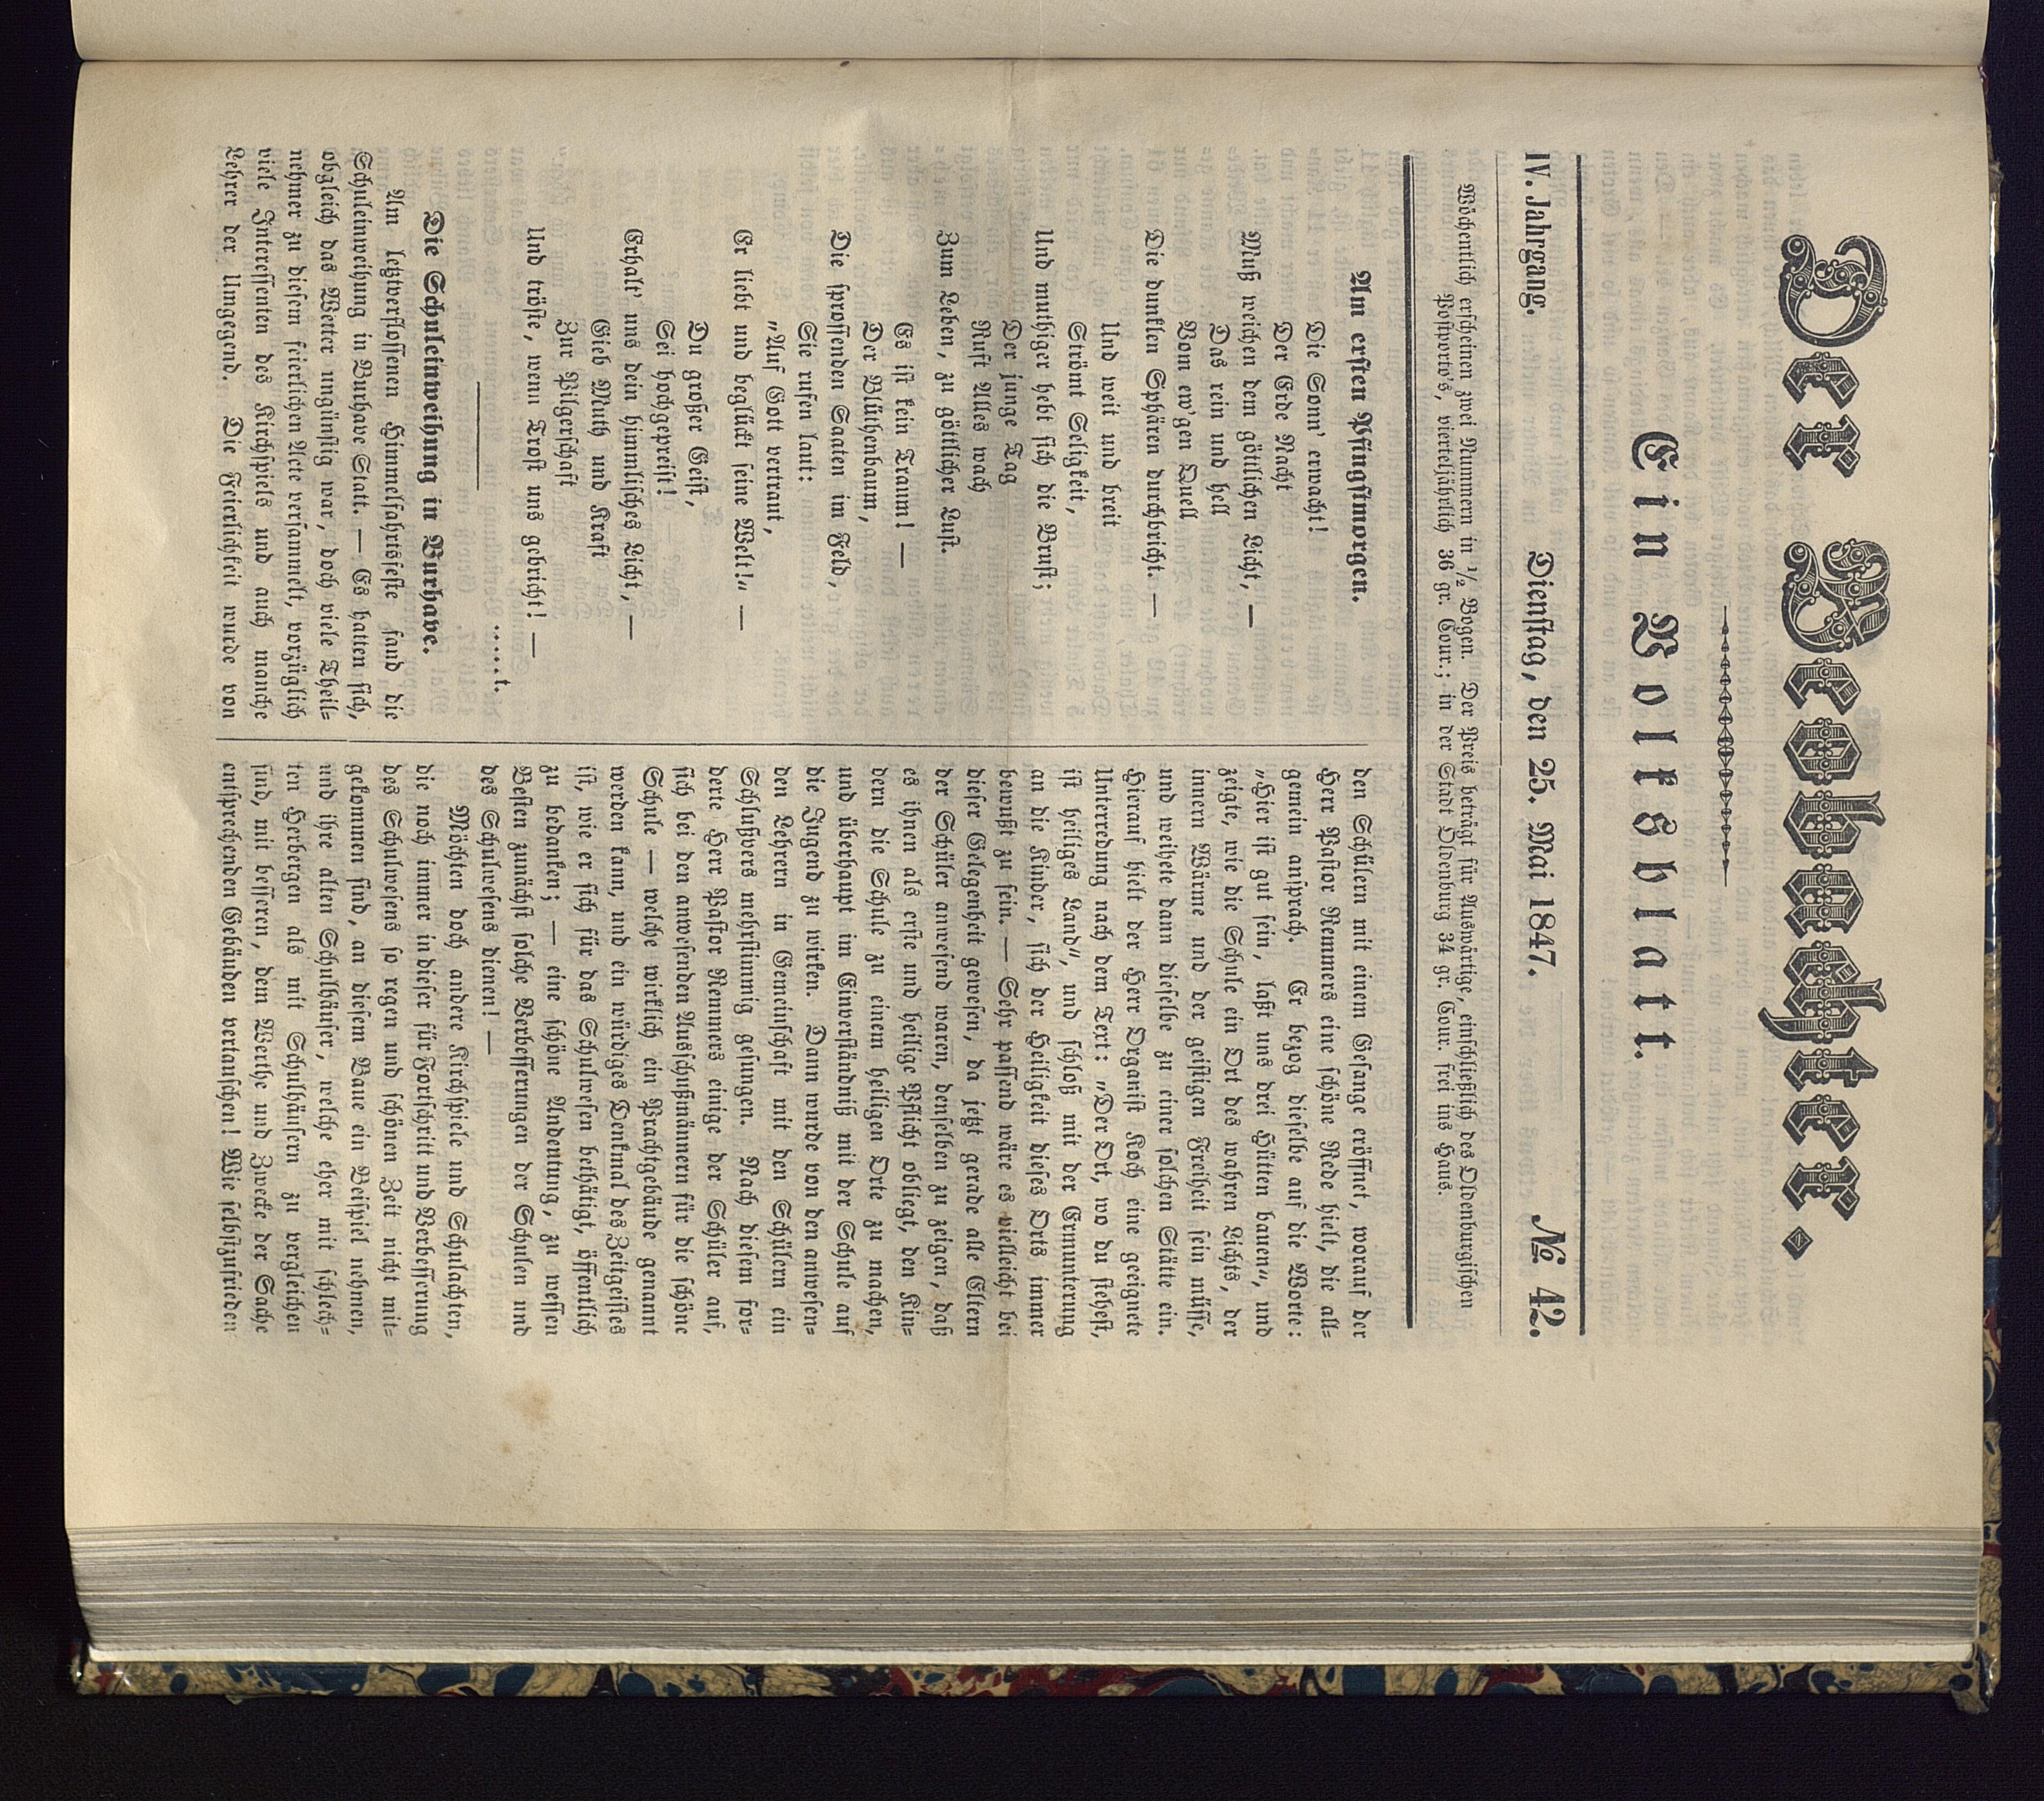 Der Beobachter.
Ein Volksblatt.
IV. Jahrgang. Dienſtag, den 25. Mai 1847. № 42.
Wöchentlich erſcheinen zwei Nummern in ½ Bogen. Der Preis beträgt für Auswärtige, einſchließlich des Oldenburgiſchen
Poſtporto's, vierteljährlich 36 gr. Cour.; in der Stadt Oldenburg 34 gr. Cour. frei ins Haus.
Am erſten Pfingſtmorgen.
Die Sonn' erwacht!
Der Erde Nacht
Muß weichen dem göttlichen Licht, —
Das rein und hell
Vom ew'gen Quell
Die dunklen Sphären durchbricht. —
Und weit und breit
Strömt Seligkeit,
Und muthiger hebt ſich die Bruſt;
Der junge Tag
Ruft Alles wach
Zum Leben, zu göttlicher Luſt.
Es iſt kein Traum! —
Der Blüthenbaum,
Die ſproſſenden Saaten im Feld,
Sie rufen laut:
„Auf Gott vertraut,
Er liebt und beglückt ſeine Welt!“ —
Du großer Geiſt,
Sei hochgepreiſt!
Erhalt' uns dein himmliſches Licht, —
Gieb Muth und Kraft
Zur Pilgerſchaft
Und tröſte, wenn Troſt uns gebricht! —
.......t.
Die Schuleinweihung in Burhave.
Am letztverfloſſenen Himmelfahrtsfeſte fand die
Schuleinweihung in Burhave Statt. — Es hatten ſich,
obgleich das Wetter ungünſtig war, doch viele Theil=
nehmer zu dieſem feierlichen Acte verſammelt, vorzüglich
viele Intereſſenten des Kirchſpiels und auch manche
Lehrer der Umgegend. Die Feierlichkeit wurde von
den Schülern mit einem Geſange eröffnet, worauf der
Herr Paſtor Remmers eine ſchöne Rede hielt, die all=
gemein anſprach. Er bezog dieſelbe auf die Worte:
„Hier iſt gut ſein, laßt uns drei Hütten bauen“, und
zeigte, wie die Schule ein Ort des wahren Lichts, der
innern Wärme und der geiſtigen Freiheit ſein müſſe,
und weihete dann dieſelbe zu einer ſolchen Stätte ein.
Hierauf hielt der Herr Organiſt Koch eine geeignete
Unterredung nach dem Text: „Der Ort, wo du ſteheſt,
iſt heiliges Land“, und ſchloß mit der Ermunterung
an die Kinder, ſich der Heiligkeit dieſes Orts immer
bewußt zu ſein. — Sehr paſſend wäre es vielleicht bei
dieſer Gelegenheit geweſen, da jetzt gerade alle Eltern
der Schüler anweſend waren, denſelben zu zeigen, daß
es ihnen als erſte und heilige Pflicht obliegt, den Kin=
dern die Schule zu einem heiligen Orte zu machen,
und überhaupt im Einverſtändniß mit der Schule auf
die Jugend zu wirken. Dann wurde von den anweſen=
den Lehrern in Gemeinſchaft mit den Schülern ein
Schlußvers mehrſtimmig geſungen. Nach dieſem for=
derte Herr Paſtor Remmers einige der Schüler auf,
ſich bei den anweſenden Ausſchußmännern für die ſchöne
Schule — welche wirklich ein Prachtgebäude genannt
werden kann, und ein würdiges Denkmal des Zeitgeiſtes
iſt, wie er ſich für das Schulweſen bethätigt, öffentlich
zu bedanken; — eine ſchöne Andeutung, zu weſſen
Beſten zunächſt ſolche Verbeſſerungen der Schulen und
des Schulweſens dienen! —
Möchten doch andere Kirchſpiele und Schulachten,
die noch immer in dieſer für Fortſchritt und Verbeſſerung
des Schulweſens ſo regen und ſchönen Zeit nicht mit=
gekommen ſind, an dieſem Baue ein Beiſpiel nehmen,
und ihre alten Schulhäuſer, welche eher mit ſchlech=
ten Herbergen als mit Schulhäuſern zu vergleichen
ſind, mit beſſeren, dem Werthe und Zwecke der Sache
entſprechenden Gebäuden vertauſchen! Wie ſelbſtzufrieden